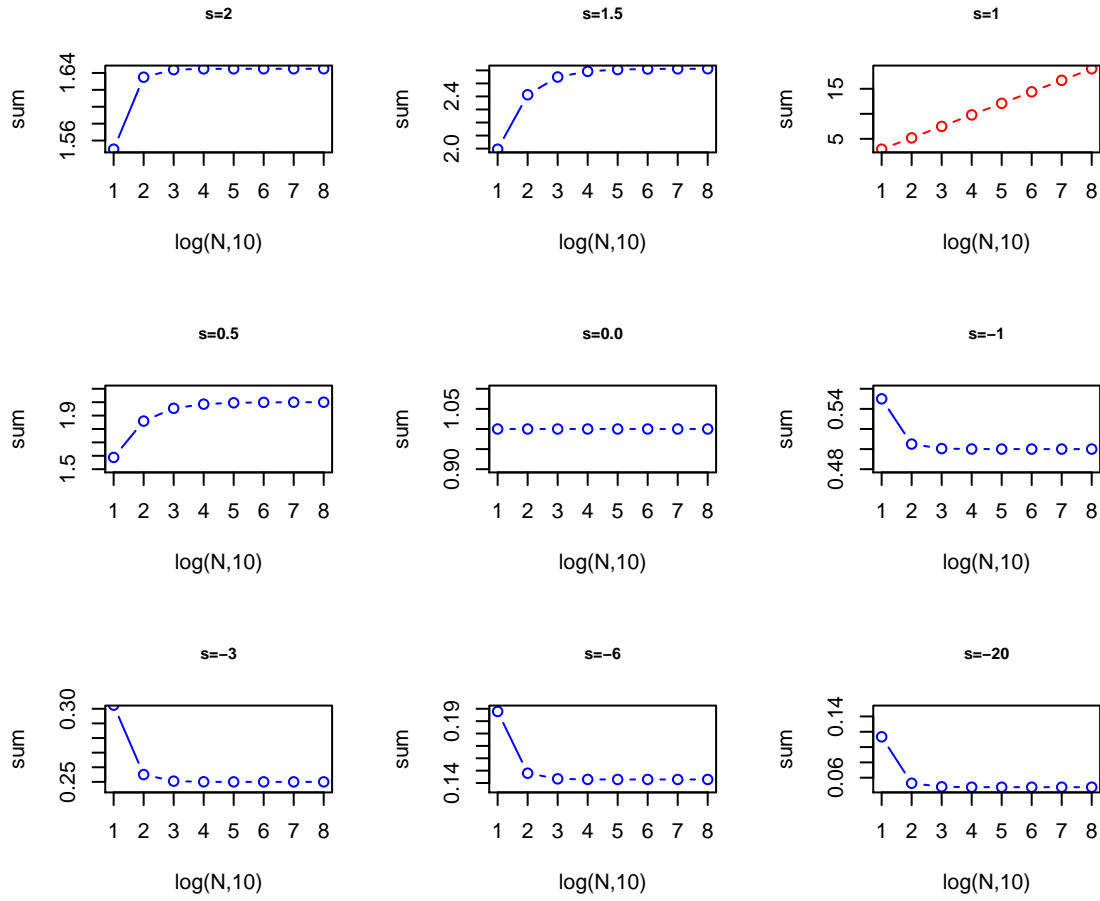 s=2
sum
1.56 1.64
1 2 3 4 5 6 7 8
log(N,10)
s=1.5
sum
2.0 2.4
1 2 3 4 5 6 7 8
log(N,10)
s=1
sum
5 15
1 2 3 4 5 6 7 8
log(N,10)
s=0.5
sum
1.5 1.9
1 2 3 4 5 6 7 8
log(N,10)
s=0.0
sum
0.90 1.05
1 2 3 4 5 6 7 8
log(N,10)
s=−1
sum
0.48 0.54
1 2 3 4 5 6 7 8
log(N,10)
s=−3
sum
0.25 0.30
1 2 3 4 5 6 7 8
log(N,10)
s=−6
sum
0.14 0.19
1 2 3 4 5 6 7 8
log(N,10)
s=−20
sum
0.06 0.14
1 2 3 4 5 6 7 8
log(N,10)